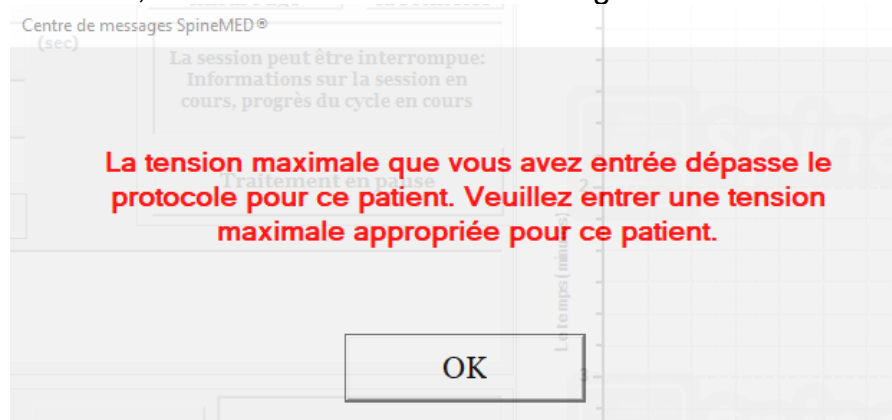 Centre de messages SpineMED®
(sec)
La session peut être interrompue:
Informations sur la session en
cours, progrès du cycle en cours
La tension maximale que vous avez entrée dépasse le
Traitement en pause
2
protocole pour ce patient. Veuillez entrer une tension
maximale appropriée pour ce patient.
Le temps (minutes)
OK
3